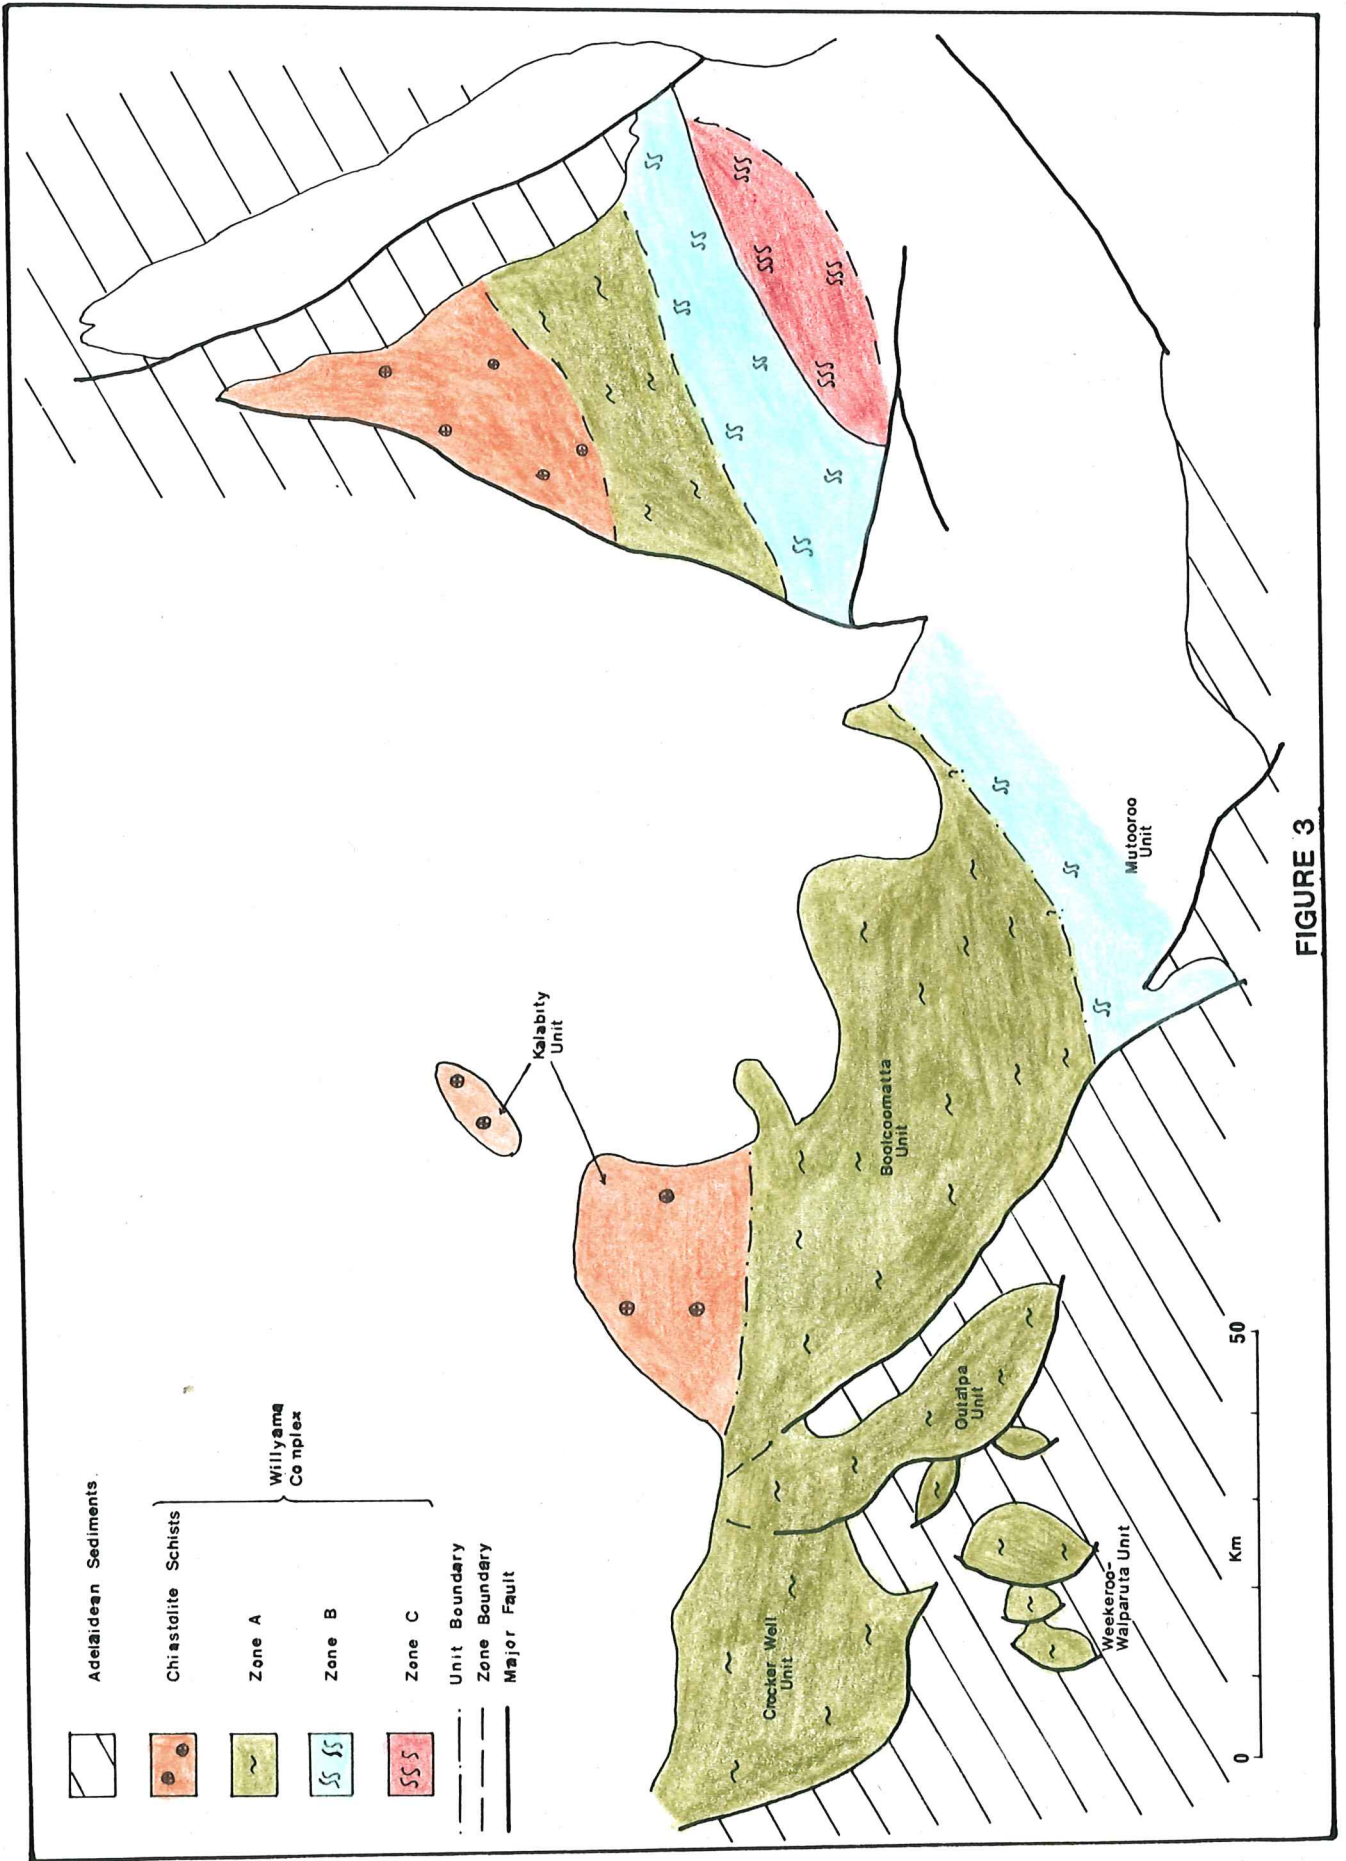 Adelaidean Sediments
Chiastolite Schists
Zone A
Zone B
Zone C
Willyama
Complex
Unit Boundary
Zone Boundary
Major Fault
Kalabity
Unit
Crocker Well
Unit
Boolcoomatta
Unit
Outalpa
Unit
Weekeroo-
Walparuta Unit
Mutooroo
Unit
?
?
0
Km
50
FIGURE 3